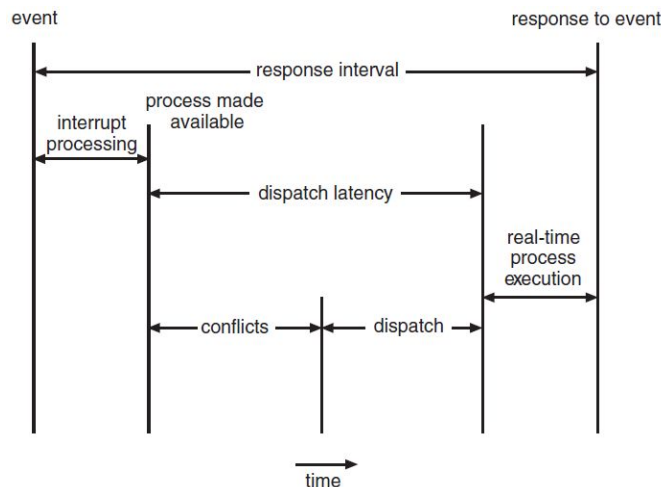 event
response to event
response interval
process made
available
interrupt
processing
dispatch latency
real-time
process
execution
conflicts
dispatch
time